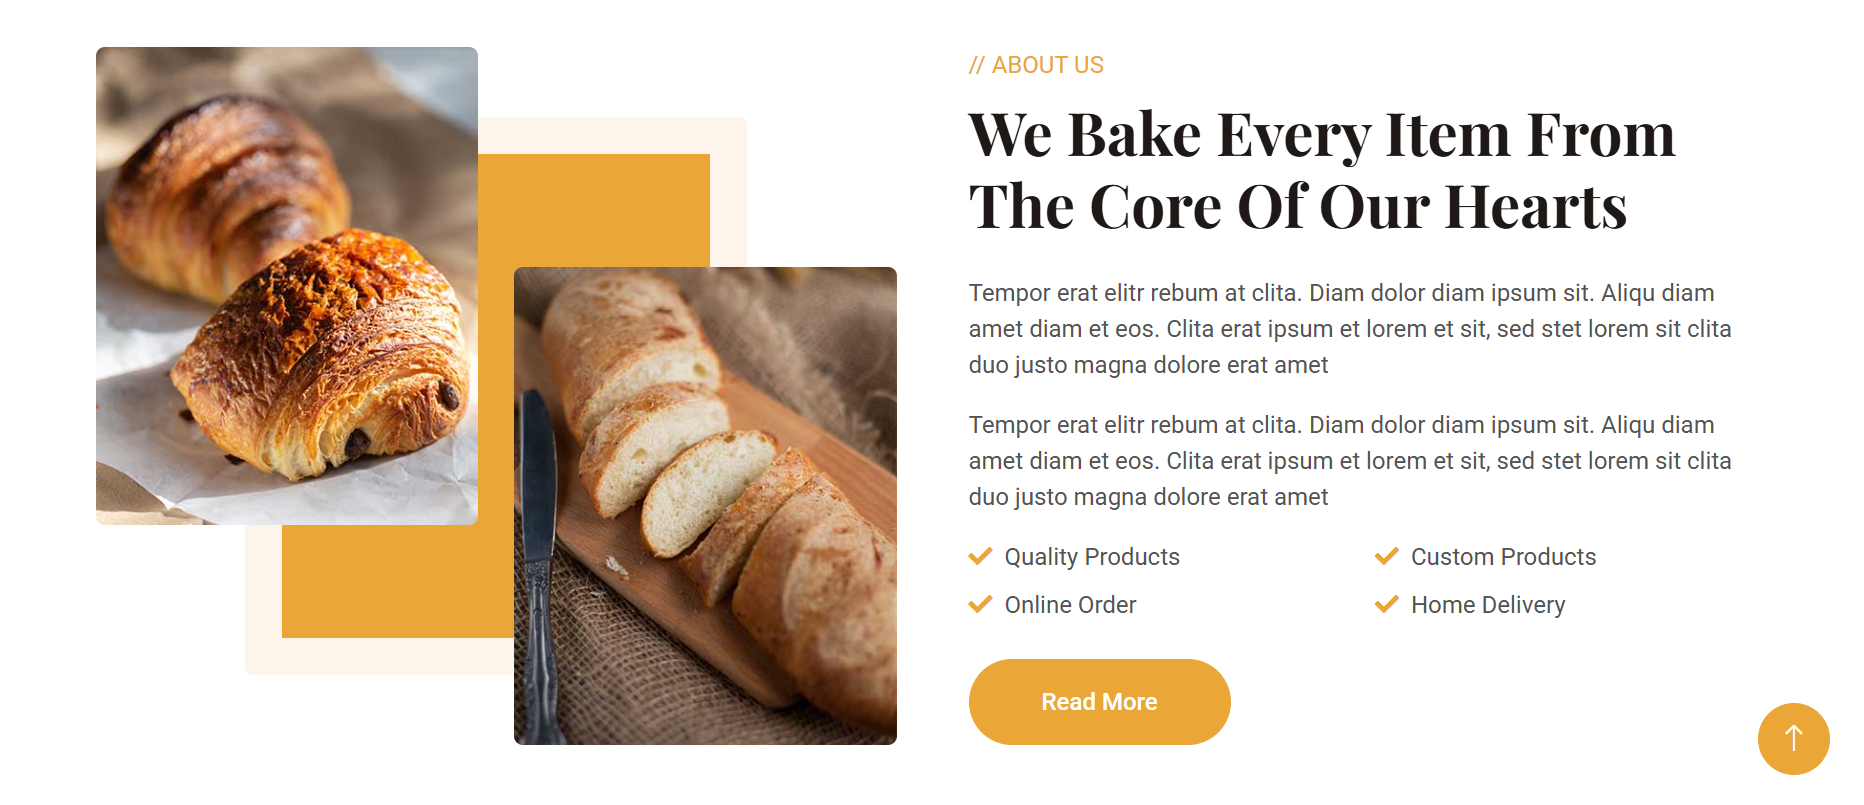 // ABOUT US
We Bake Every Item From
The Core Of Our Hearts
Tempor erat elitr rebum at clita. Diam dolor diam ipsum sit. Aliqu diam
amet diam et eos. Clita erat ipsum et lorem et sit, sed stet lorem sit clita
duo justo magna dolore erat amet
Tempor erat elitr rebum at clita. Diam dolor diam ipsum sit. Aliqu diam
amet diam et eos. Clita erat ipsum et lorem et sit, sed stet lorem sit clita
duo justo magna dolore erat amet
Quality Products
Custom Products
Online Order
Home Delivery
Read More